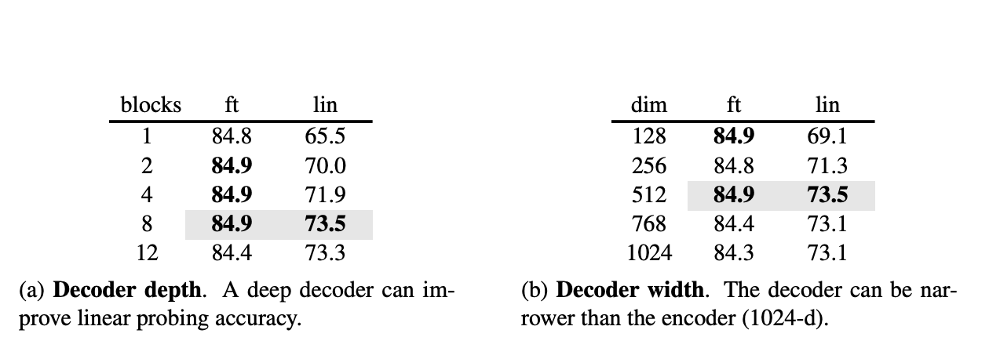 blocks ft lin
1 84.8 65.5
2 84.9 70.0
4 84.9 71.9
8 84.9 73.5
12 84.4 73.3
(a) Decoder depth. A deep decoder can im-
prove linear probing accuracy.
dim ft lin
128 84.9 69.1
256 84.8 71.3
512 84.9 73.5
768 84.4 73.1
1024 84.3 73.1
(b) Decoder width. The decoder can be nar-
rower than the encoder (1024-d).